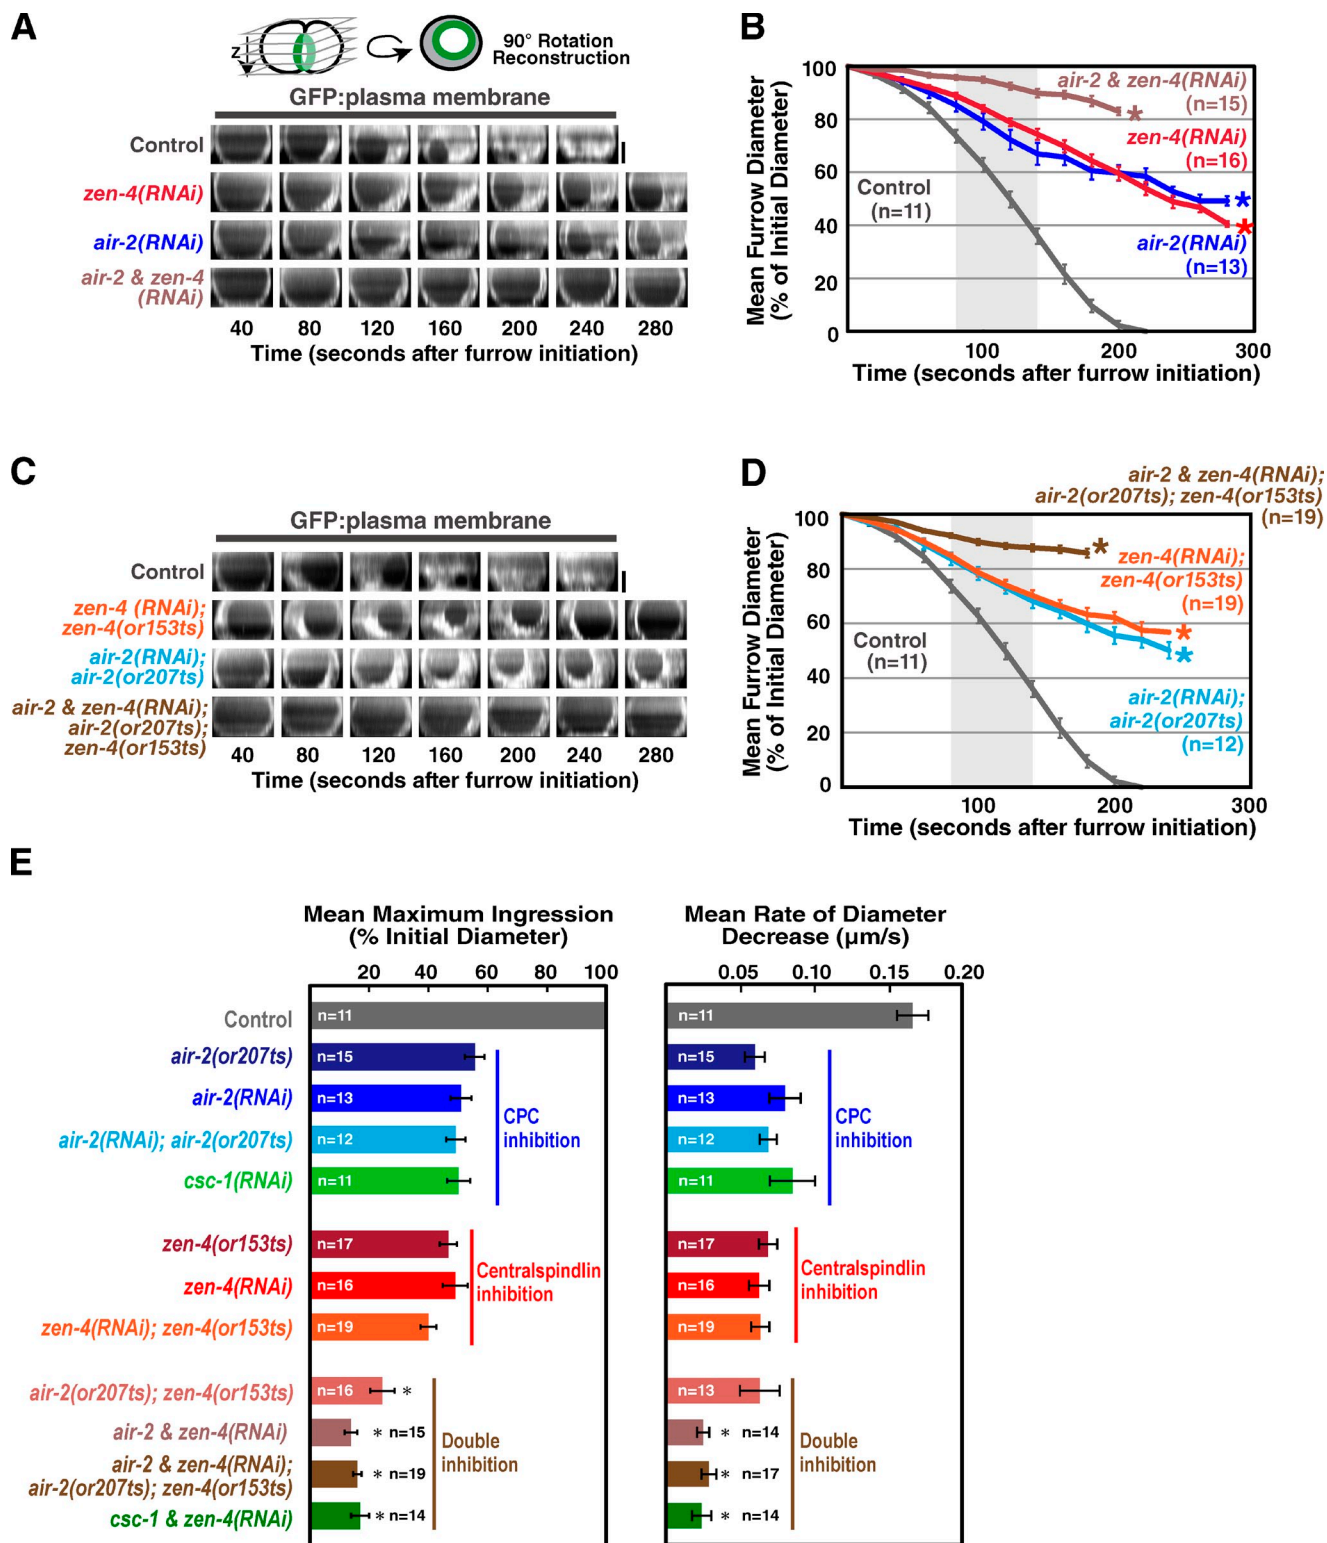 A
z
90° Rotation
Reconstruction
GFP:plasma membrane
Control
zen-4(RNAi)
air-2(RNAi)
air-2 & zen-4
(RNAi)
40 80 120 160 200 240 280
Time (seconds after furrow initiation)
B
Mean Furrow Diameter
(% of Initial Diameter)
100
80
60
40
20
0
air-2 & zen-4(RNAi)
(n=15)
*
zen-4(RNAi)
(n=16)
Control
(n=11)
*
*
air-2(RNAi)
(n=13)
100 200 300
Time (seconds after furrow initiation)
C
GFP:plasma membrane
Control
zen-4 (RNAi);
zen-4(or153ts)
air-2(RNAi);
air-2(or207ts)
air-2 & zen-4(RNAi);
air-2(or207ts);
zen-4(or153ts)
40 80 120 160 200 240 280
Time (seconds after furrow initiation)
D
Mean Furrow Diameter
(% of Initial Diameter)
air-2 & zen-4(RNAi);
air-2(or207ts); zen-4(or153ts)
(n=19)
100
80
60
40
20
0
*
zen-4(RNAi);
zen-4(or153ts)
(n=19)
Control
(n=11)
*
*
air-2(RNAi);
air-2(or207ts)
(n=12)
100 200 300
Time (seconds after furrow initiation)
E
Mean Maximum Ingression
(% Initial Diameter)
20 40 60 80 100
Control
n=11
air-2(or207ts)
n=15
air-2(RNAi)
n=13
air-2(RNAi); air-2(or207ts)
n=12
csc-1(RNAi)
n=11
CPC
inhibition
zen-4(or153ts)
n=17
zen-4(RNAi)
n=16
zen-4(RNAi); zen-4(or153ts)
n=19
Centralspindlin
inhibition
air-2(or207ts); zen-4(or153ts)
n=16 *
air-2 & zen-4(RNAi)
* n=15
air-2 & zen-4(RNAi);
air-2(or207ts); zen-4(or153ts)
* n=19
csc-1 & zen-4(RNAi)
* n=14
Double
inhibition
Mean Rate of Diameter
Decrease (µm/s)
0.05 0.10 0.15 0.20
n=11
n=15
n=13
n=12
n=11
CPC
inhibition
n=17
n=16
n=19
Centralspindlin
inhibition
n=13
* n=14
* n=17
* n=14
Double
inhibition